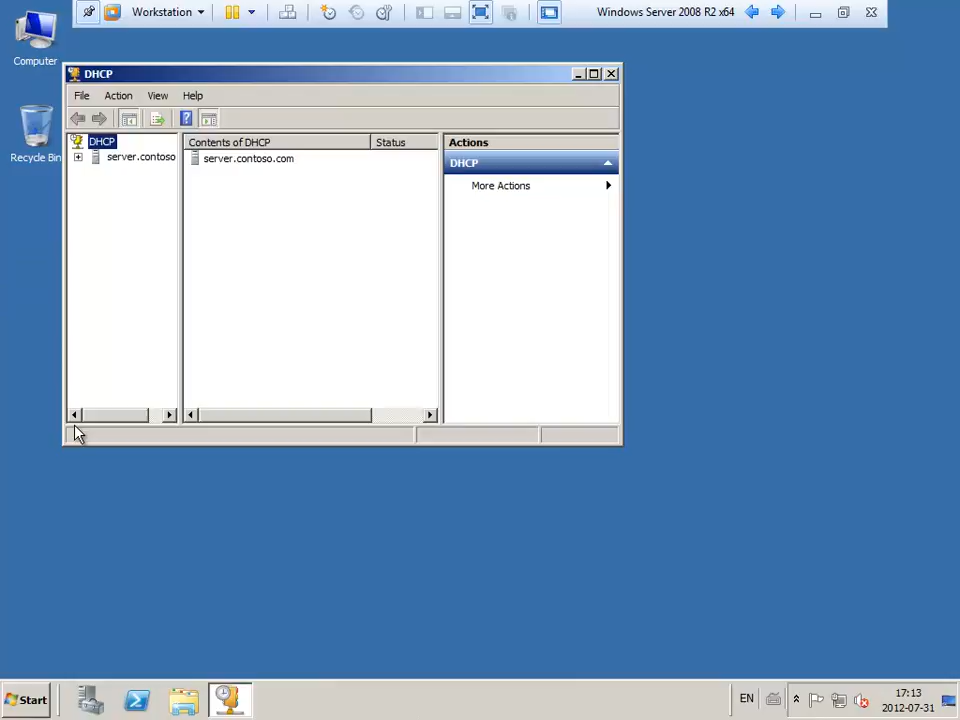 Workstation
Windows Server 2008 R2 x64
Computer
Recycle Bin
DHCP
File Action View Help
DHCP
server.contoso
Contents of DHCP Status
server.contoso.com
Actions
DHCP
More Actions
Start
EN
17:13
2012-07-31